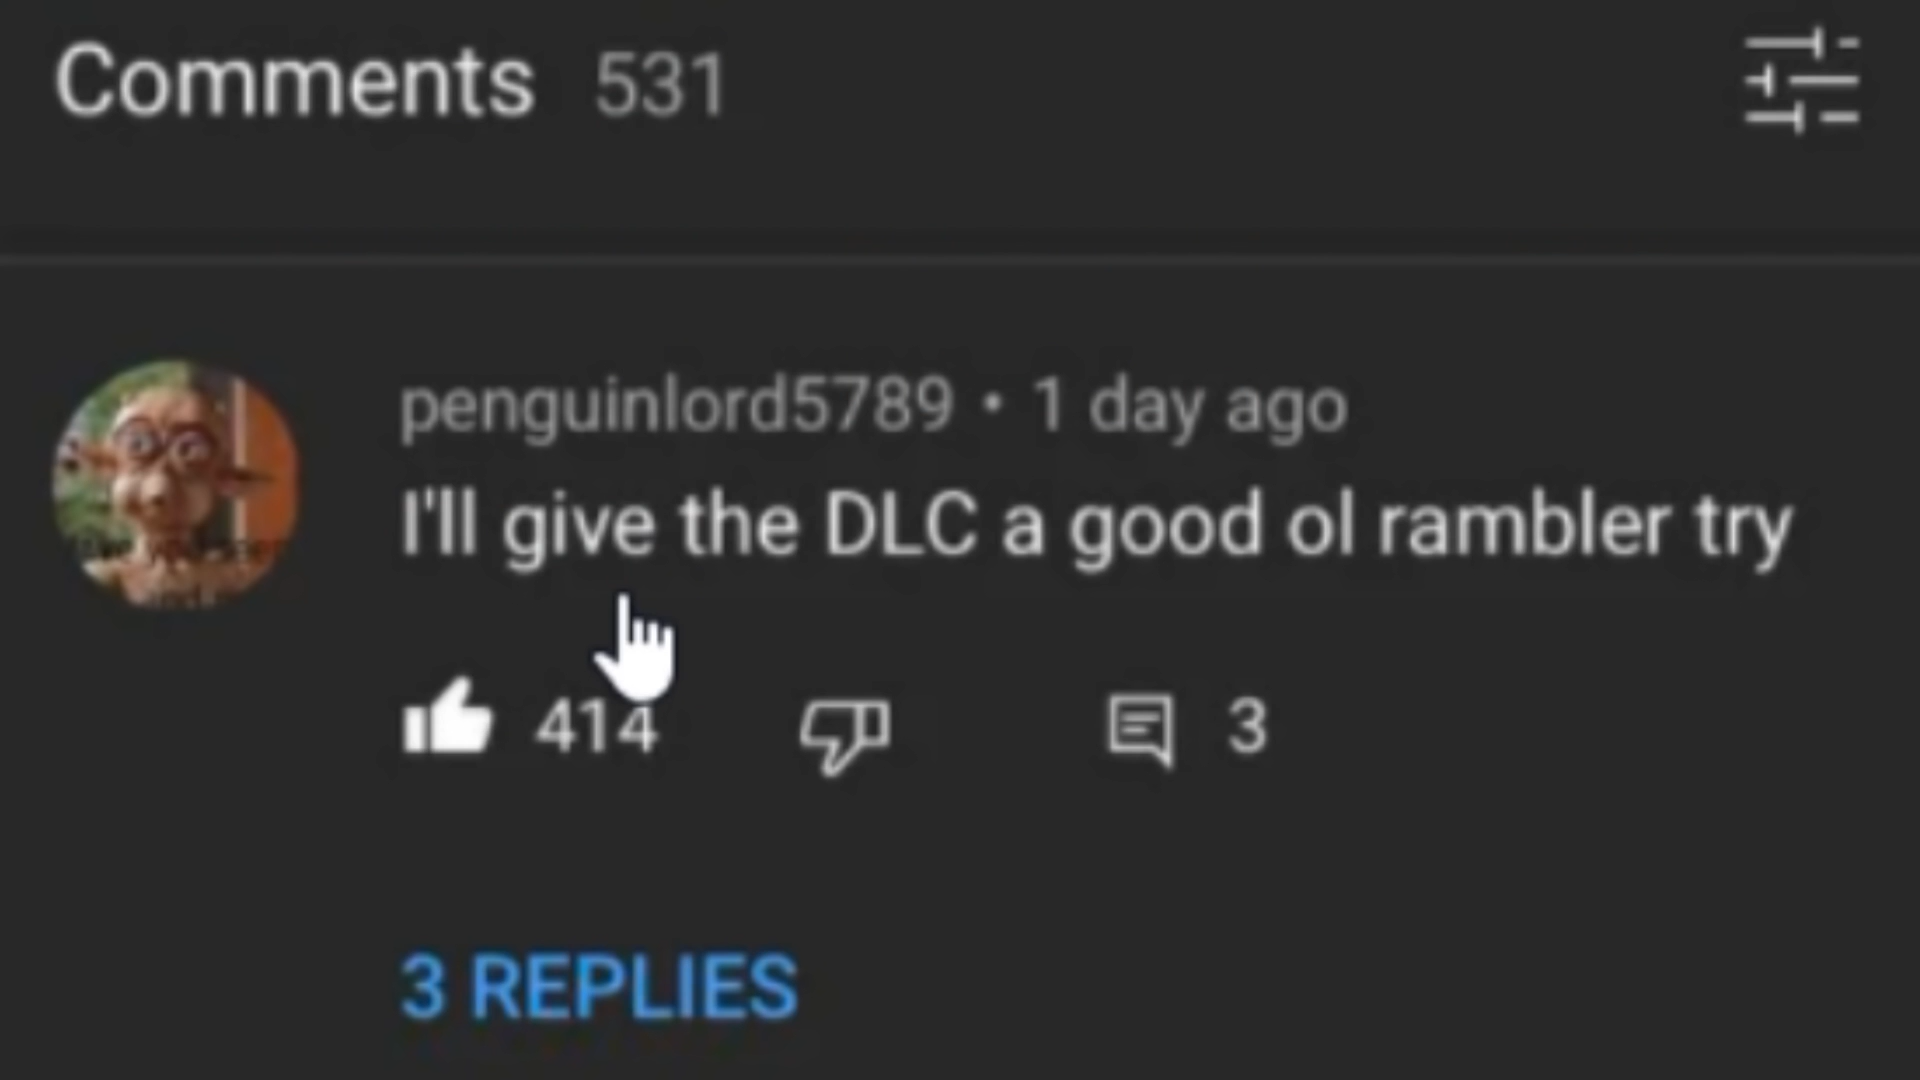 Comments 531
penguinlord5789 • 1 day ago
I'll give the DLC a good ol rambler try
414 3
3 REPLIES